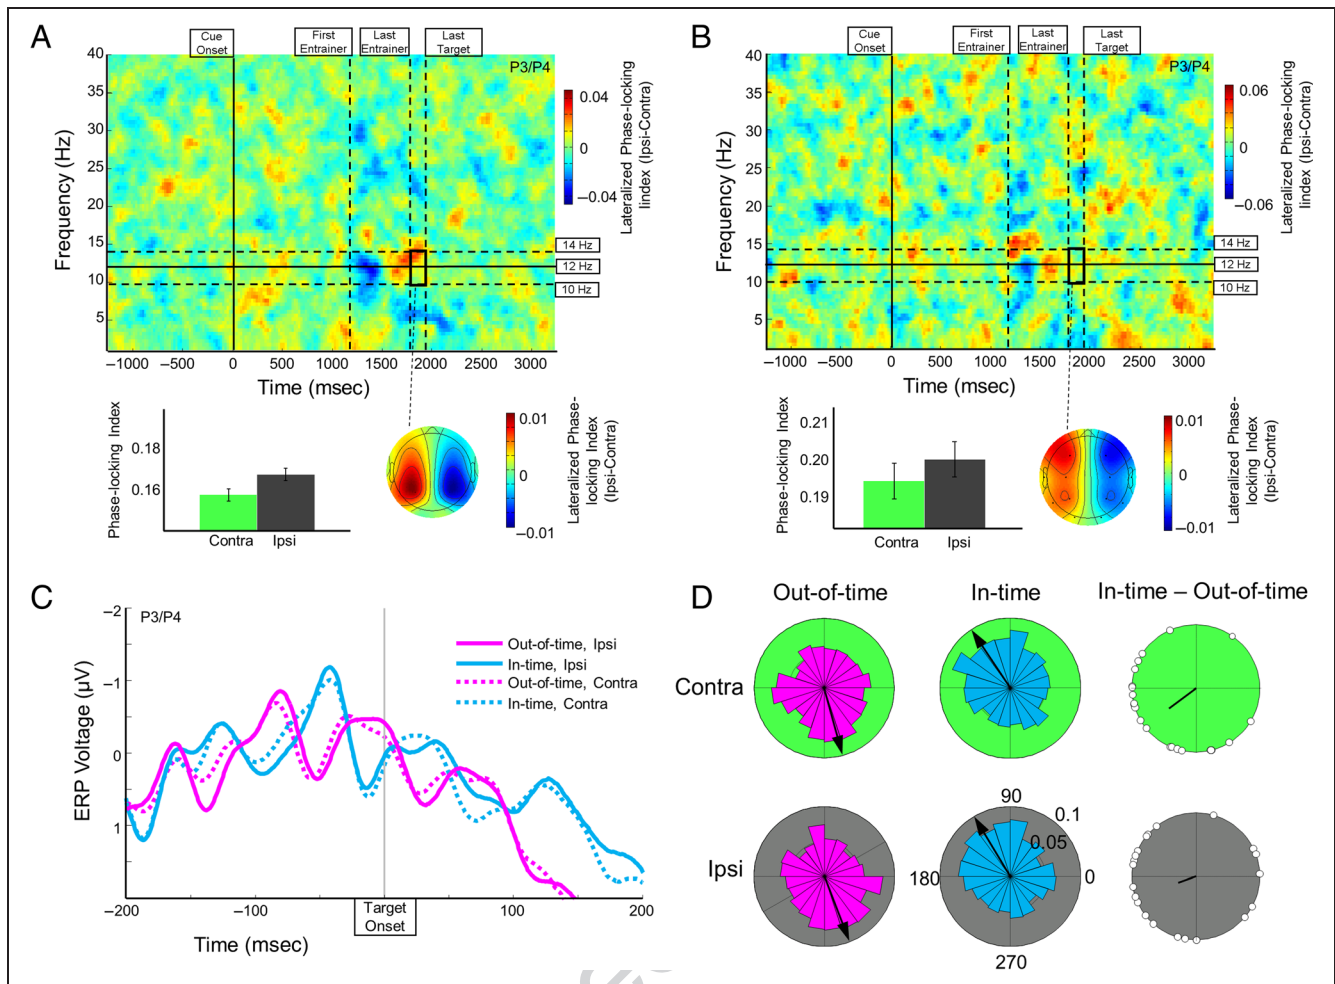 A
Cue Onset
First Entrainer
Last Entrainer
Last Target
P3/P4
40
35
30
25
20
15
10
5
Frequency (Hz)
14 Hz
12 Hz
10 Hz
−1000
−500
0
500
1000
1500
2000
2500
3000
Time (msec)
0.04
0
−0.04
Lateralized Phase-locking
Iindex (Ipsi-Contra)
Phase-locking Index
0.18
0.16
Contra
Ipsi
0.01
0
−0.01
Lateralized Phase-
locking Index
(Ipsi-Contra)
B
Cue Onset
First Entrainer
Last Entrainer
Last Target
P3/P4
40
35
30
25
20
15
10
5
Frequency (Hz)
14 Hz
12 Hz
10 Hz
−1000
−500
0
500
1000
1500
2000
2500
3000
Time (msec)
0.06
0
−0.06
Lateralized Phase-locking
Index (Ipsi-Contra)
Phase-locking Index
0.21
0.20
0.19
Contra
Ipsi
0.01
0
−0.01
Lateralized Phase-
locking Index
(Ipsi-Contra)
C
P3/P4
−2
−1
0
1
ERP Voltage (µV)
Out-of-time, Ipsi
In-time, Ipsi
Out-of-time, Contra
In-time, Contra
−200
−100
Target
Onset
100
200
Time (msec)
D
Out-of-time
In-time
In-time – Out-of-time
Contra
Ipsi
90
0.1
0.05
180
0
270